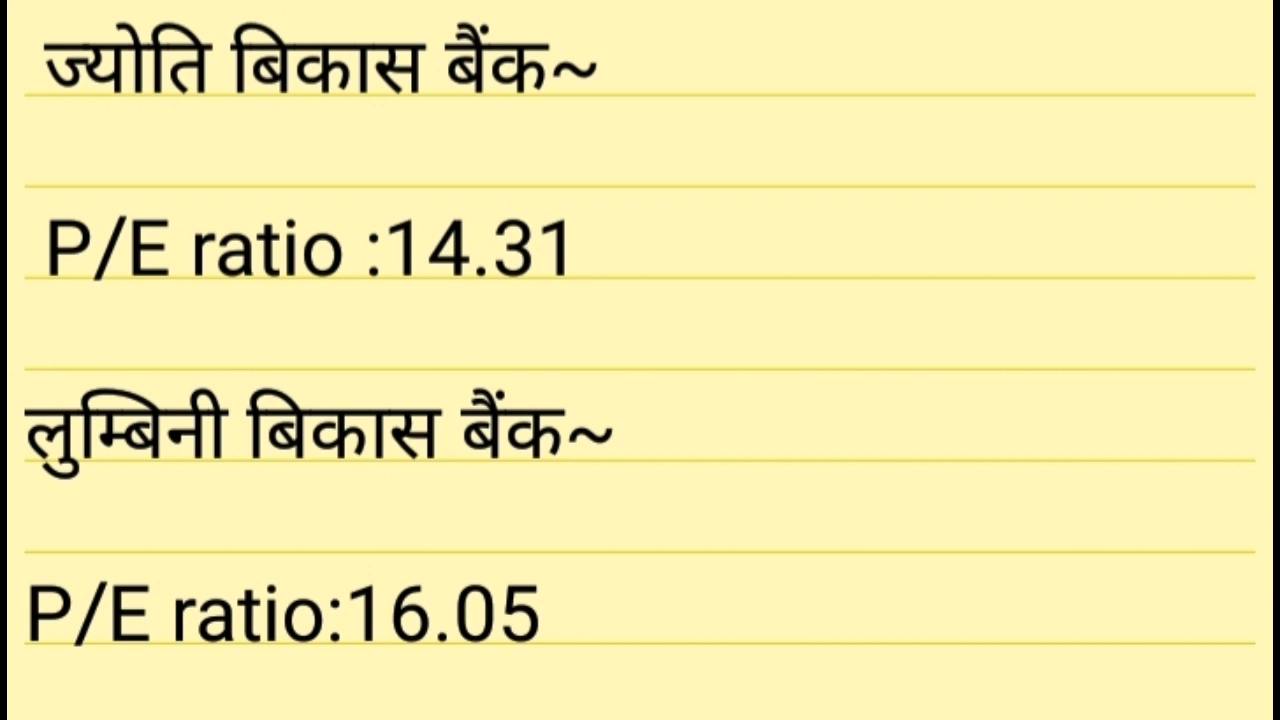 ज्योति बिकास बैंक~
P/E ratio :14.31
लुम्बिनी बिकास बैंक~
P/E ratio:16.05